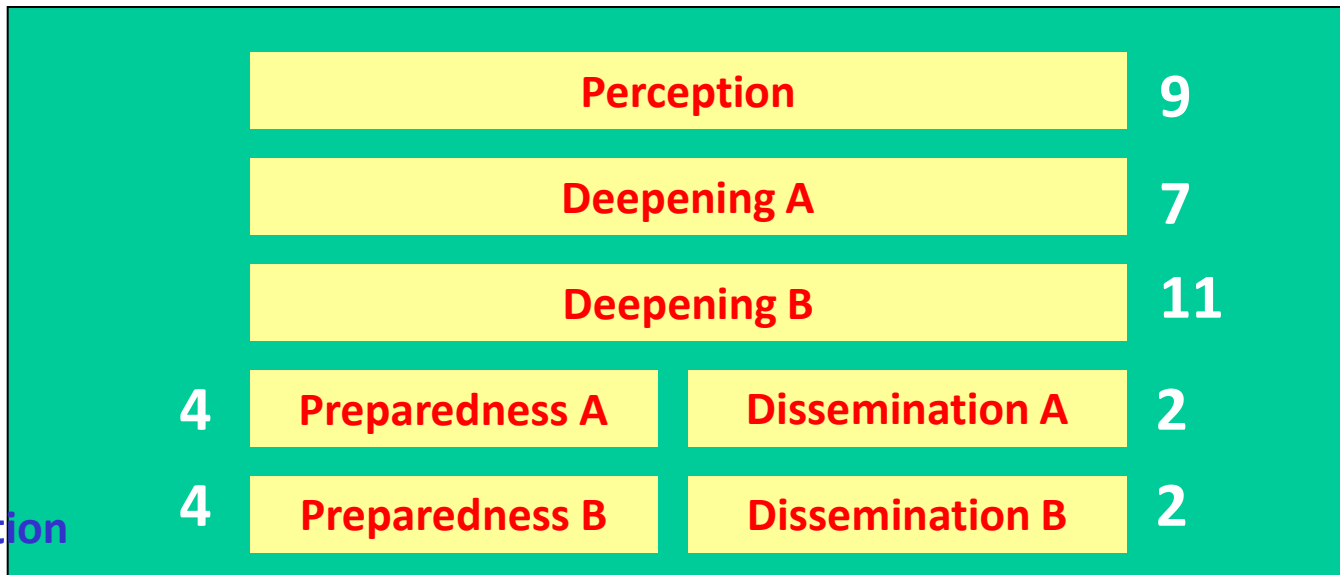 Perception 9
Deepening A 7
Deepening B 11
4 Preparedness A Dissemination A 2
4 Preparedness B Dissemination B 2
tion